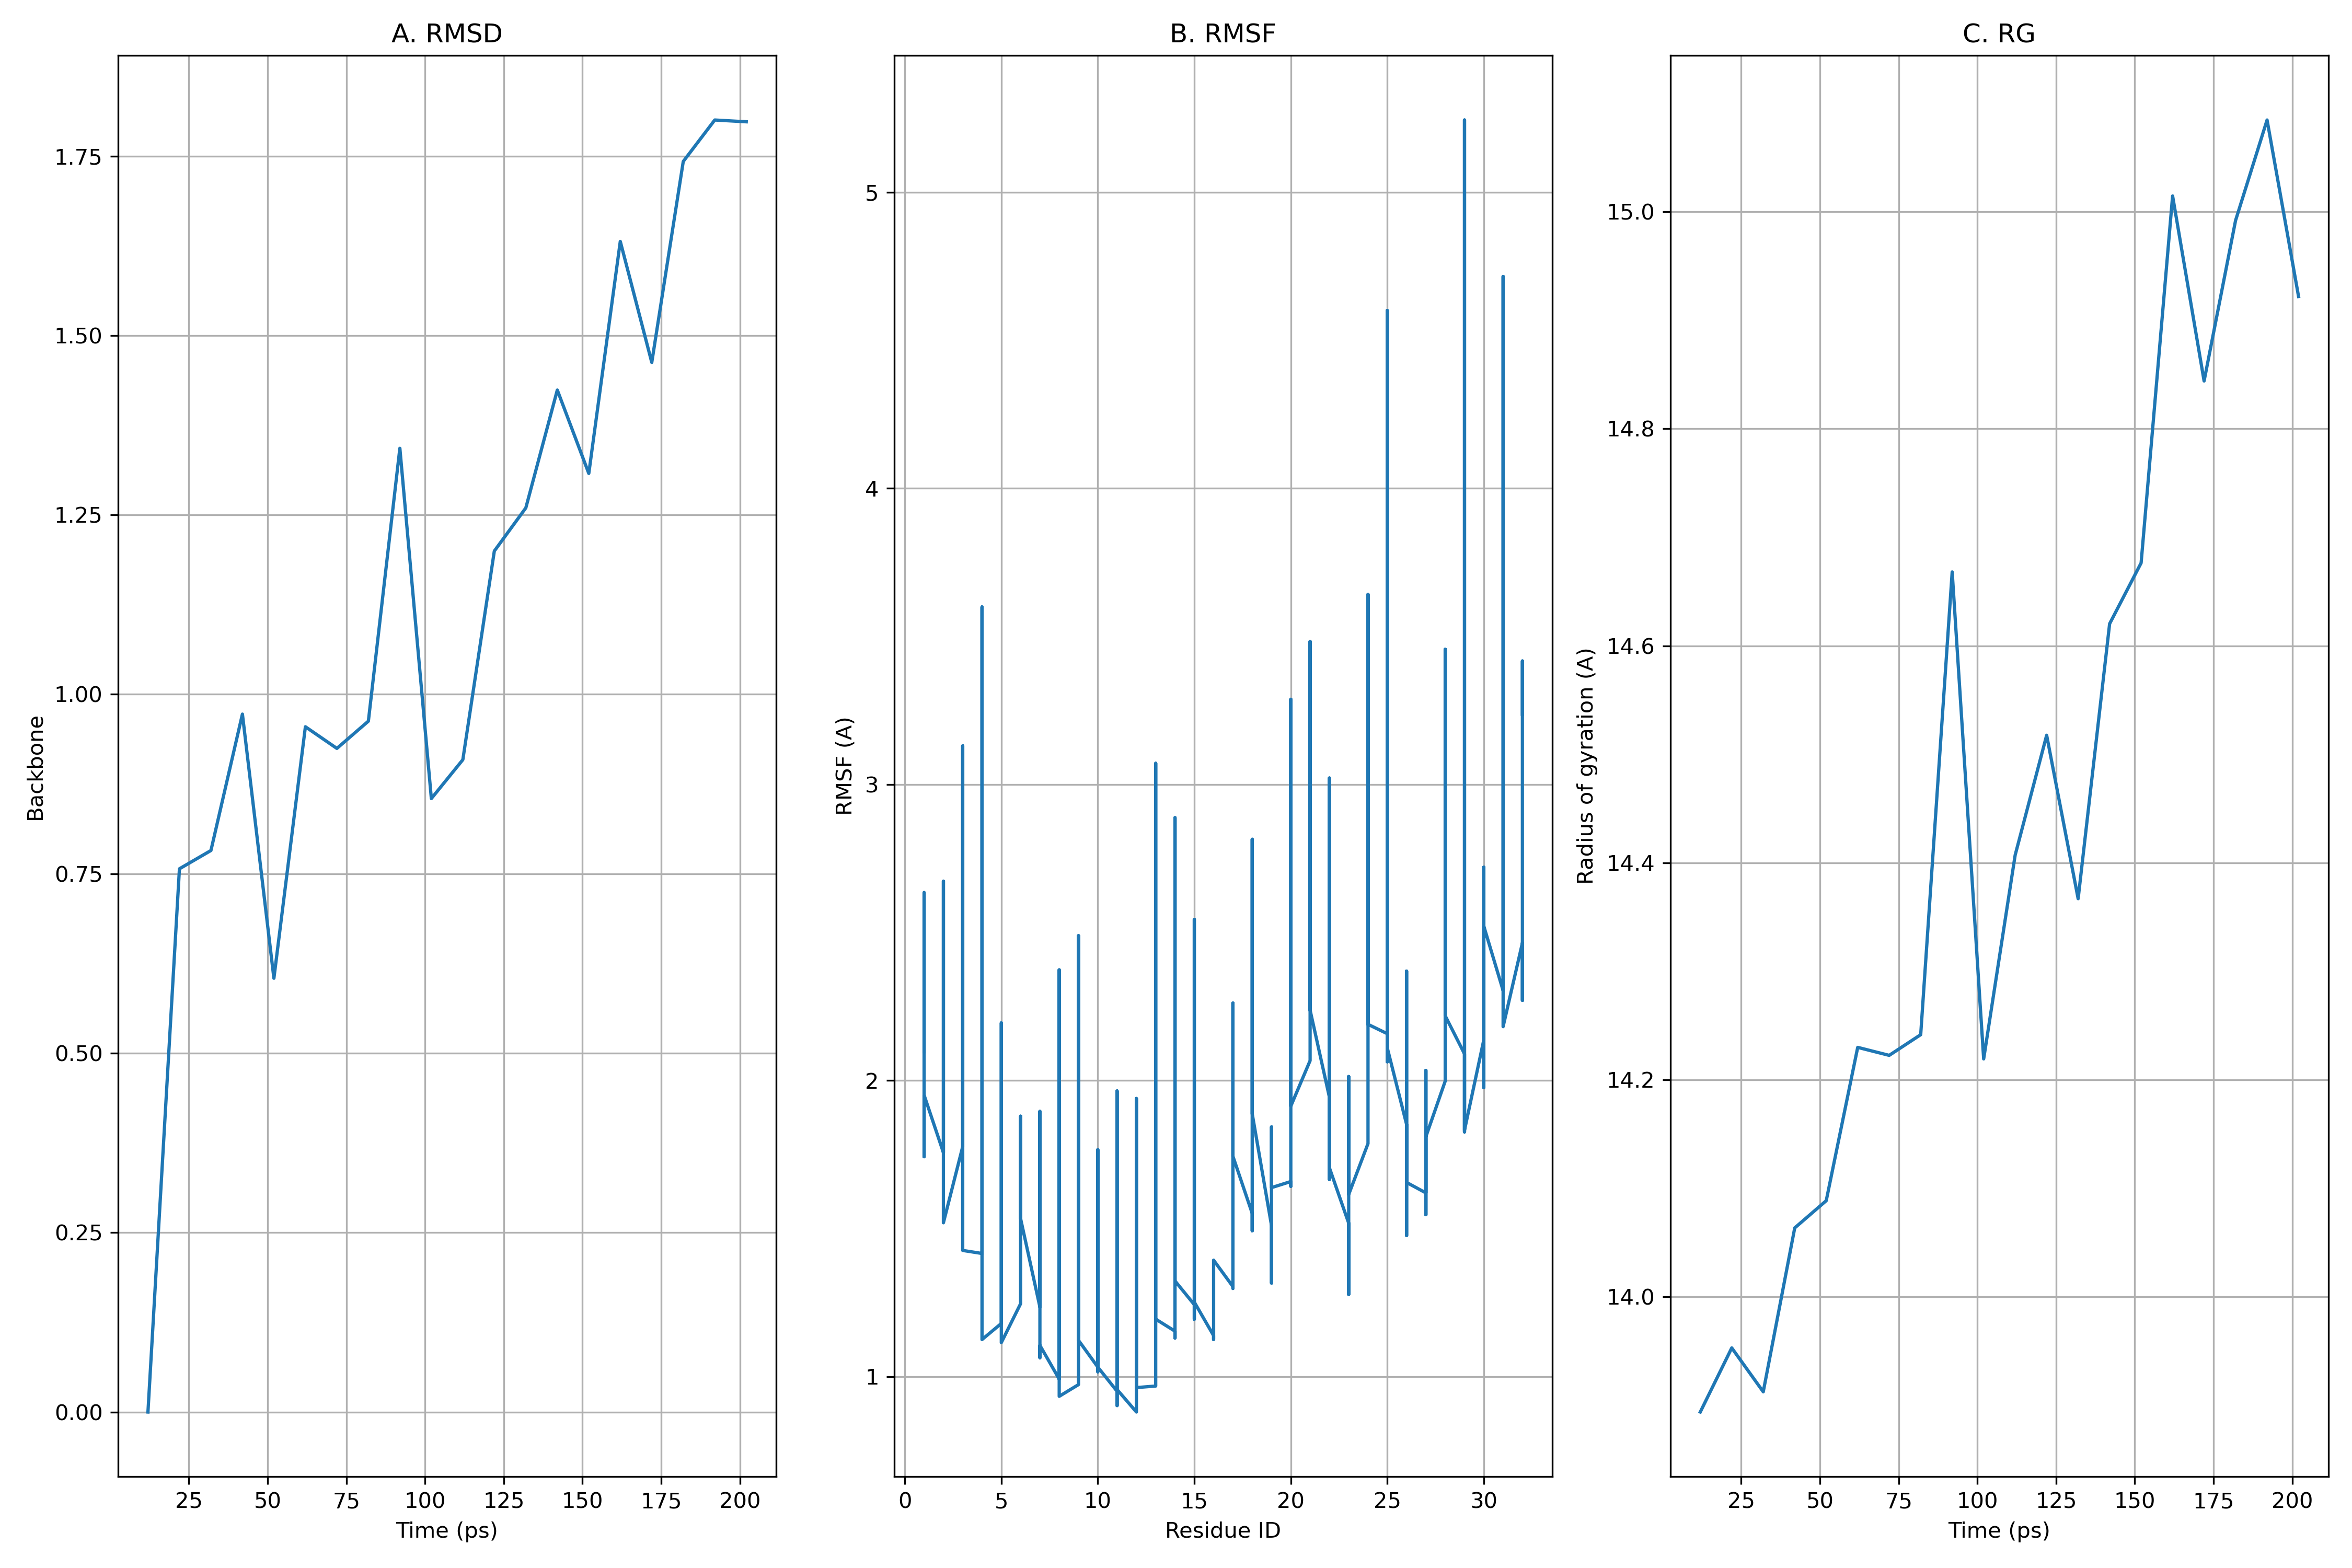 A. RMSD
Backbone
1.75
1.50
1.25
1.00
0.75
0.50
0.25
0.00
25 50 75 100 125 150 175 200
Time (ps)
B. RMSF
RMSF (A)
5
4
3
2
1
0 5 10 15 20 25 30
Residue ID
C. RG
Radius of gyration (A)
15.0
14.8
14.6
14.4
14.2
14.0
25 50 75 100 125 150 175 200
Time (ps)